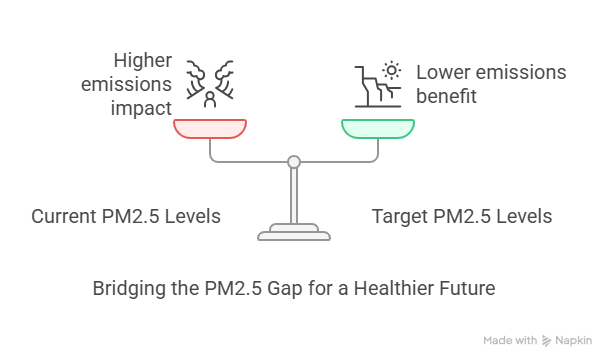 Higher
emissions
impact
Lower emissions
benefit
Current PM2.5 Levels
Target PM2.5 Levels
Bridging the PM2.5 Gap for a Healthier Future
Made with Napkin